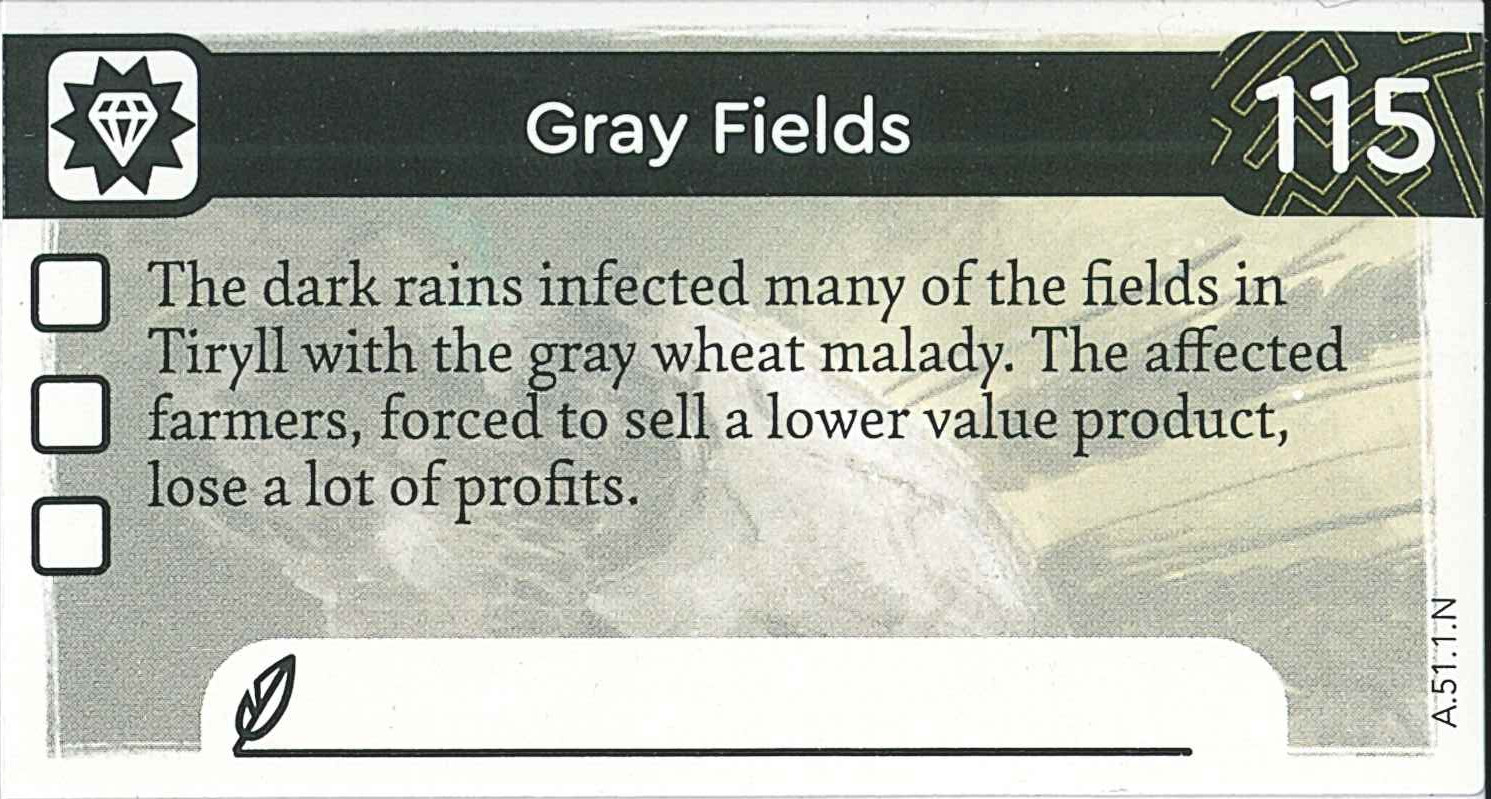 Gray Fields
115
The dark rains infected many of the fields in
Tiryll with the gray wheat malady. The affected
farmers, forced to sell a lower value product,
lose a lot of profits.
A.51.1.N